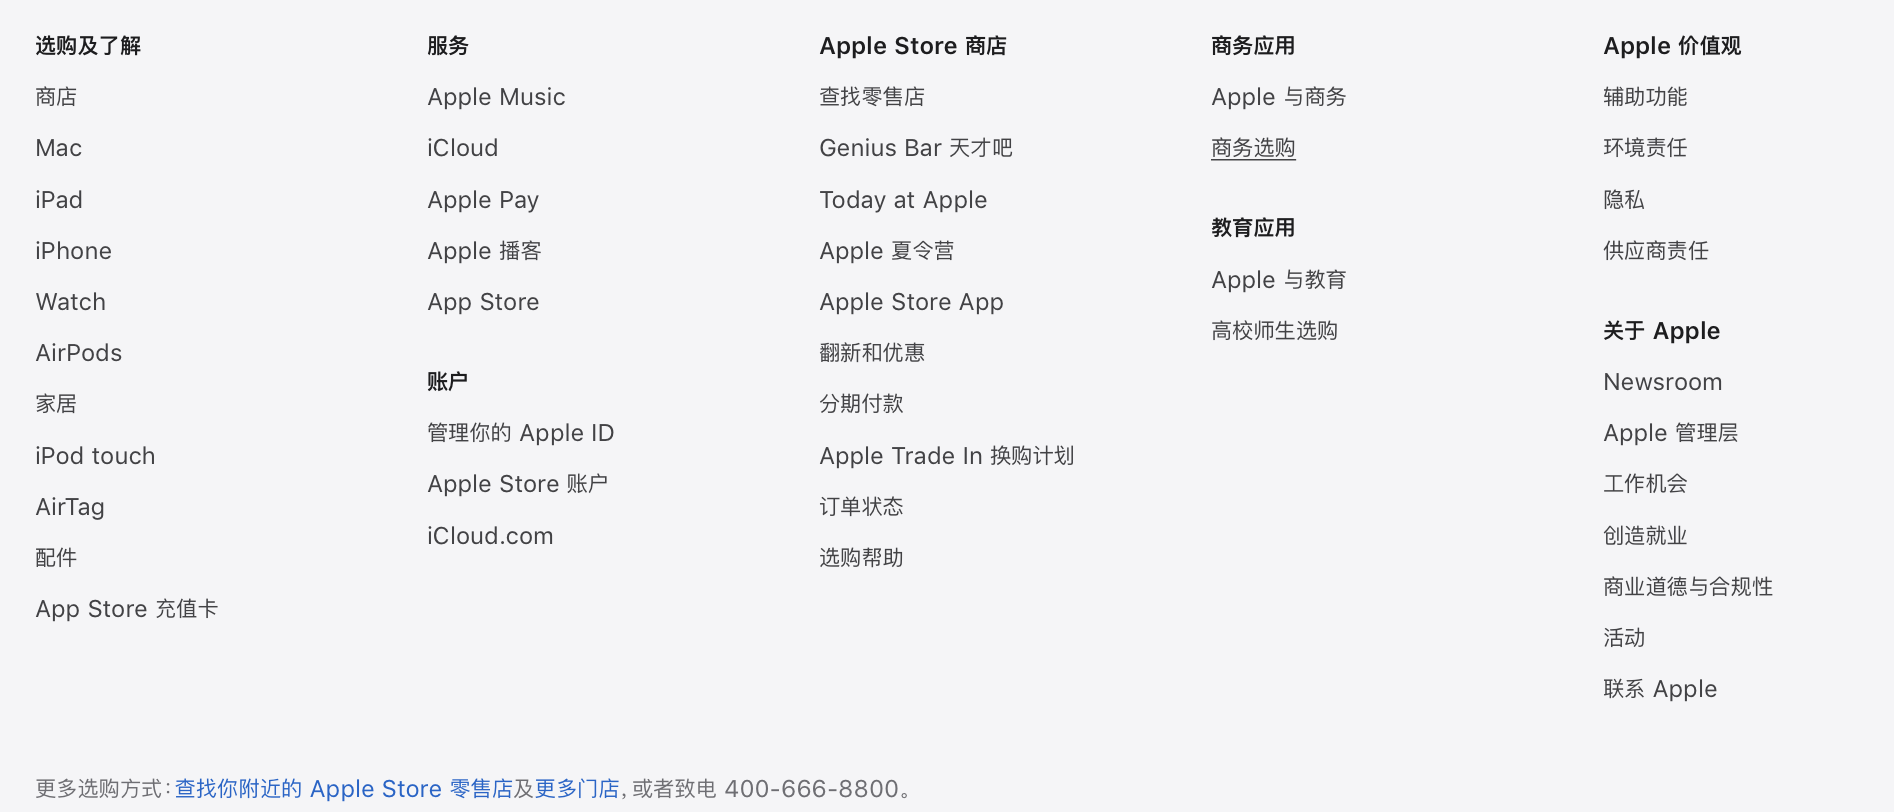 选购及了解
商店
Mac
iPad
iPhone
Watch
AirPods
家居
iPod touch
AirTag
配件
App Store 充值卡
服务
Apple Music
iCloud
Apple Pay
Apple 播客
App Store
账户
管理你的 Apple ID
Apple Store 账户
iCloud.com
Apple Store 商店
查找零售店
Genius Bar 天才吧
Today at Apple
Apple 夏令营
Apple Store App
翻新和优惠
分期付款
Apple Trade In 换购计划
订单状态
选购帮助
商务应用
Apple 与商务
商务选购
教育应用
Apple 与教育
高校师生选购
Apple 价值观
辅助功能
环境责任
隐私
供应商责任
关于 Apple
Newsroom
Apple 管理层
工作机会
创造就业
商业道德与合规性
活动
联系 Apple
更多选购方式：查找你附近的 Apple Store 零售店及更多门店，或者致电 400-666-8800。